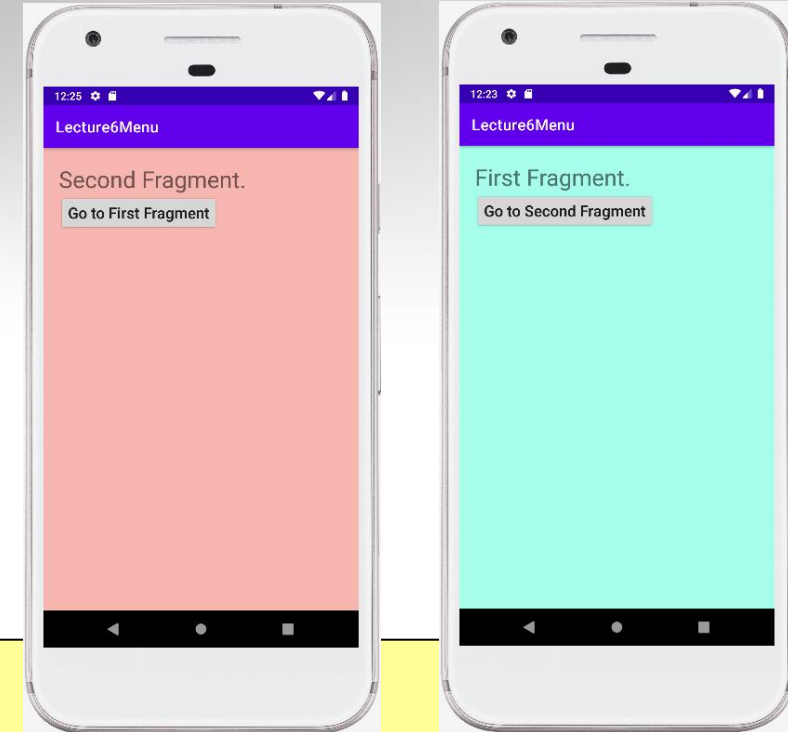 12:25
Lecture6Menu
Second Fragment.
Go to First Fragment
12:23
Lecture6Menu
First Fragment.
Go to Second Fragment